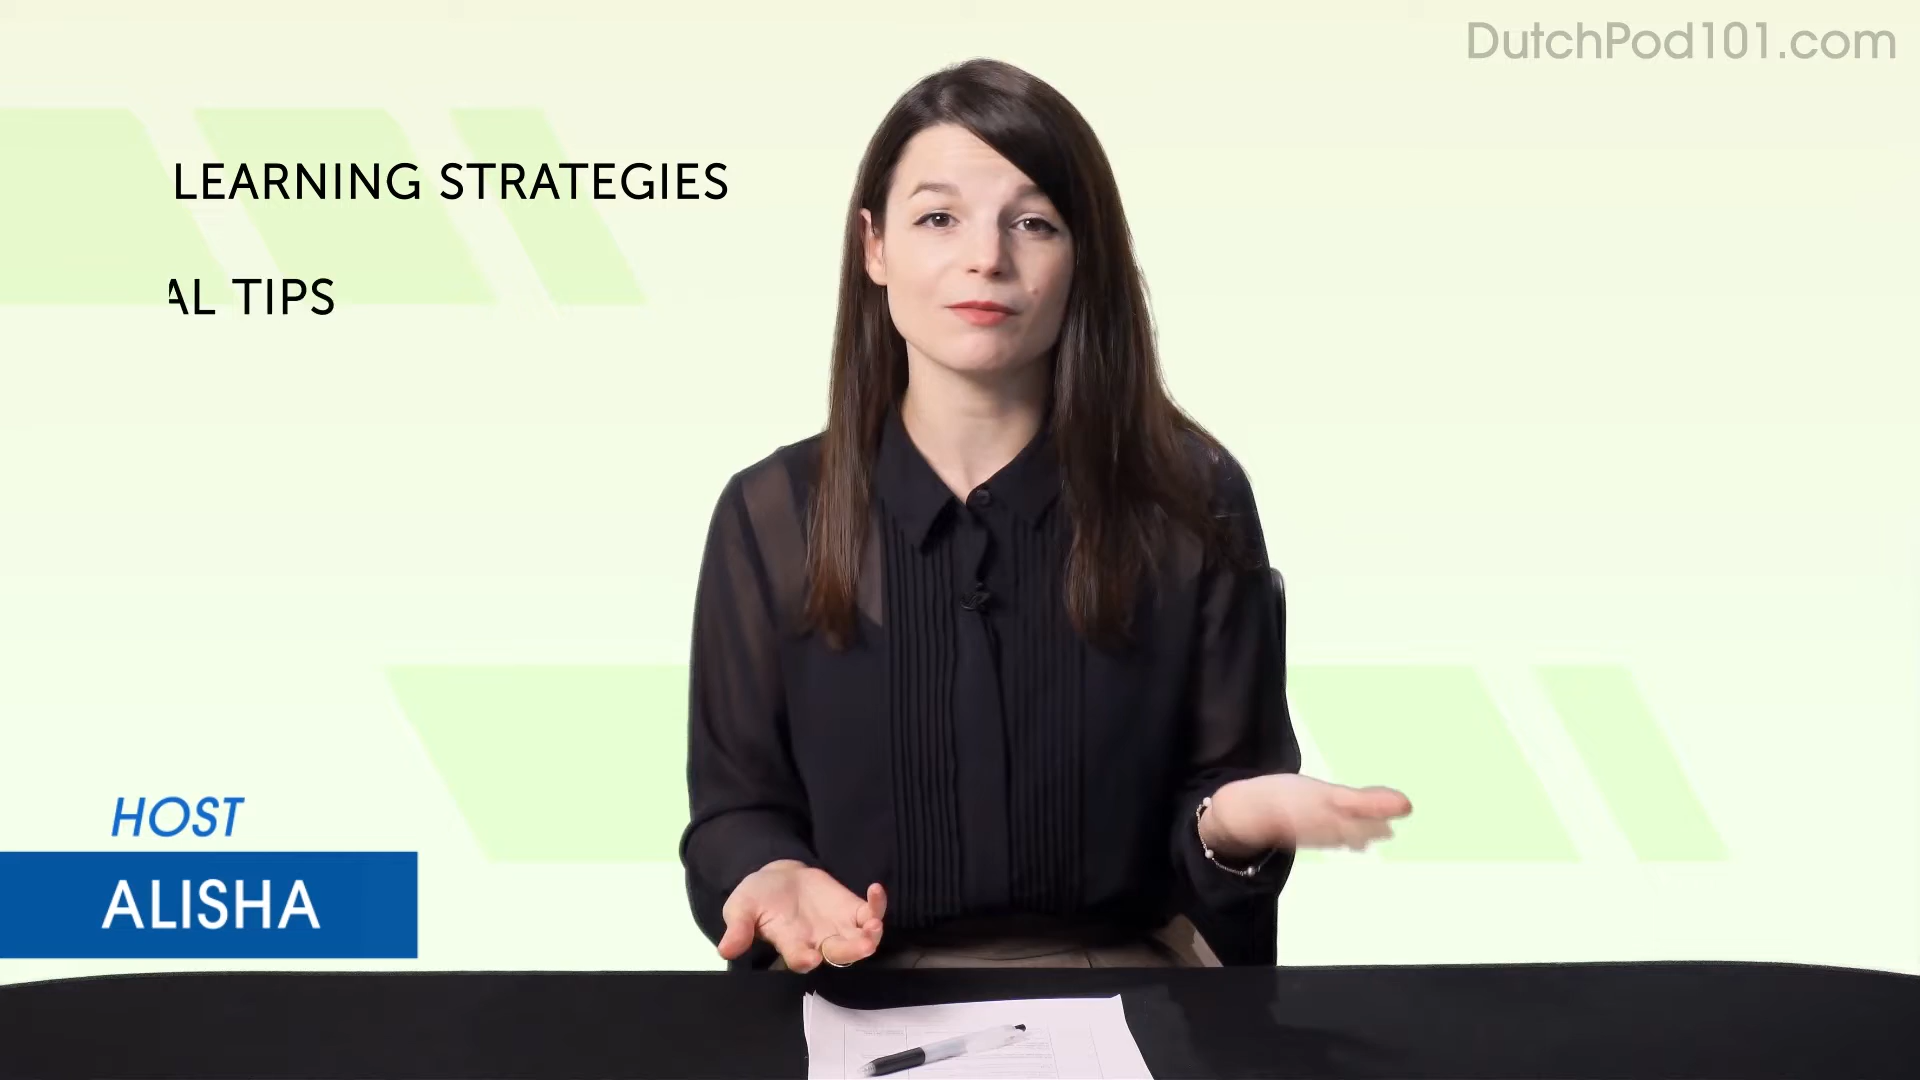 DutchPod101.com
LEARNING STRATEGIES
AL TIPS
HOST
ALISHA